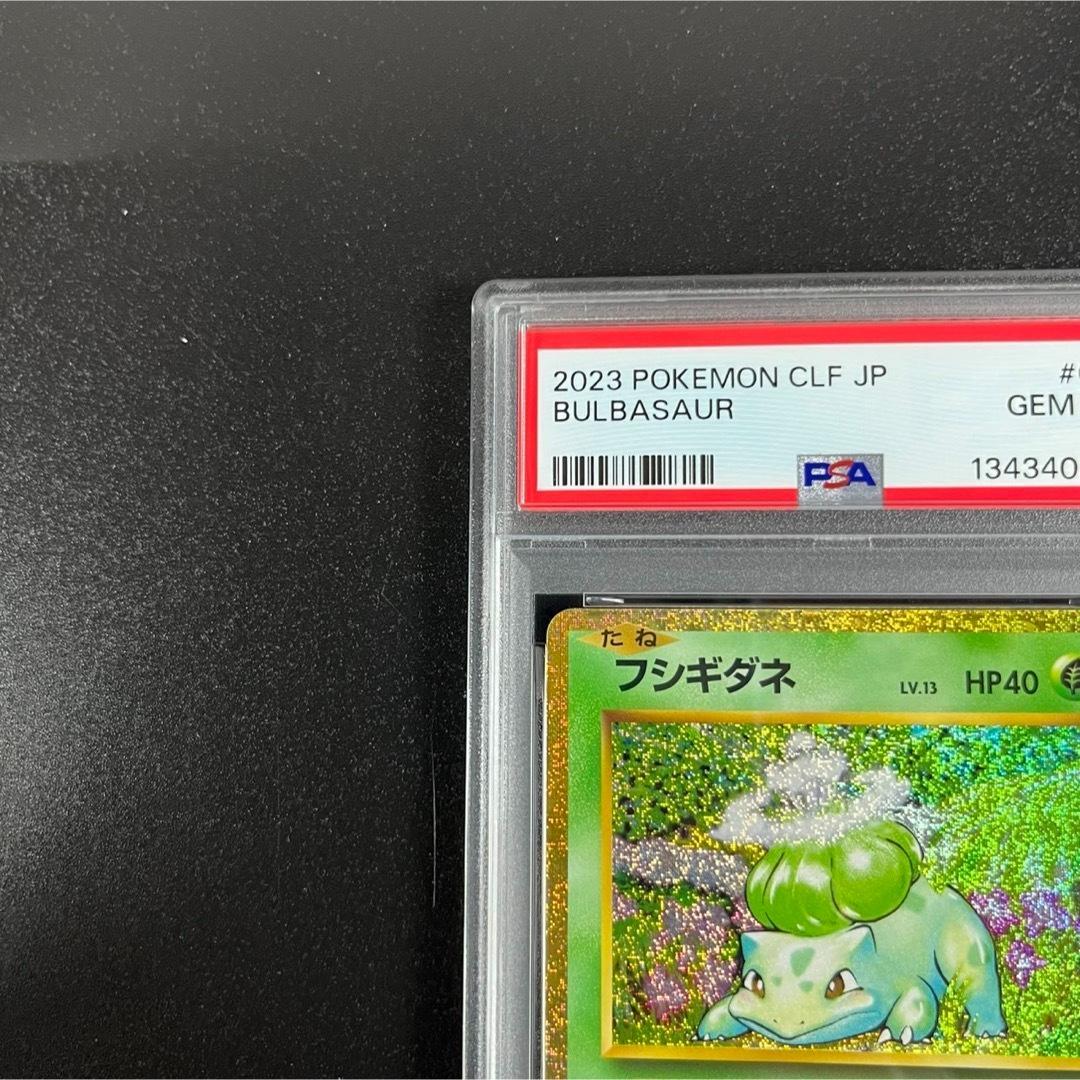 2023 POKEMON CLF JP
BULBASAUR
GEM
PSA
134340
たね
フシギダネ LV.13 HP40